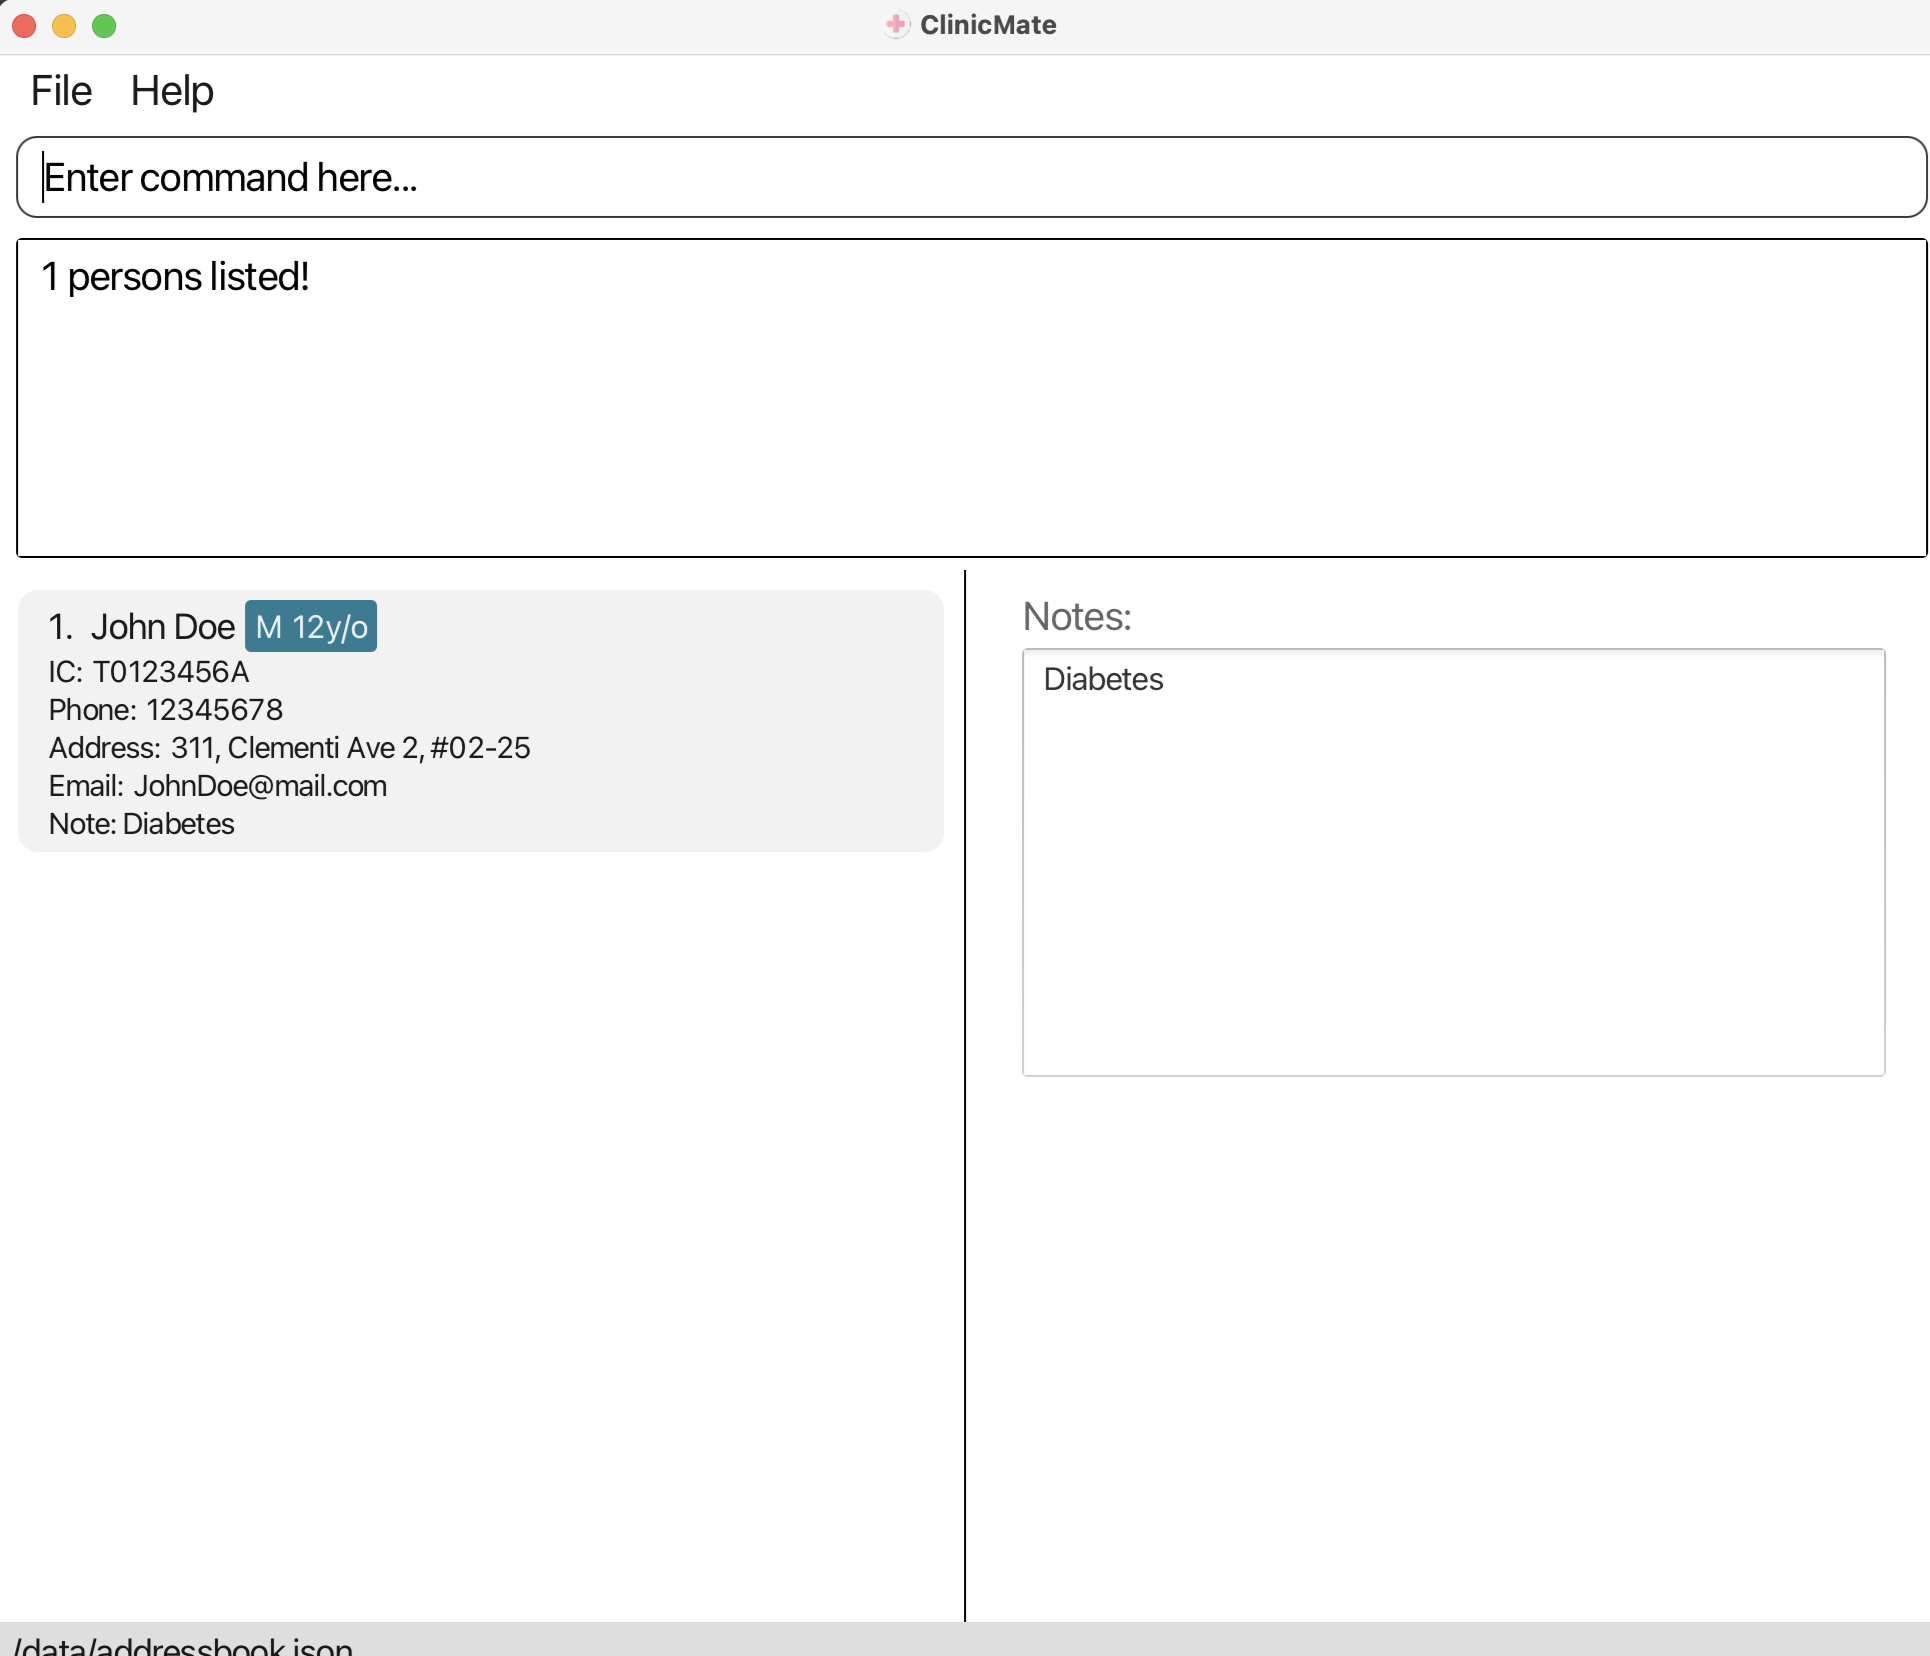 ClinicMate
File Help
Enter command here...
1 persons listed!
1. John Doe M 12y/o
IC: T0123456A
Phone: 12345678
Address: 311, Clementi Ave 2, #02-25
Email: JohnDoe@mail.com
Note: Diabetes
Notes:
Diabetes
/data/addressbook.json